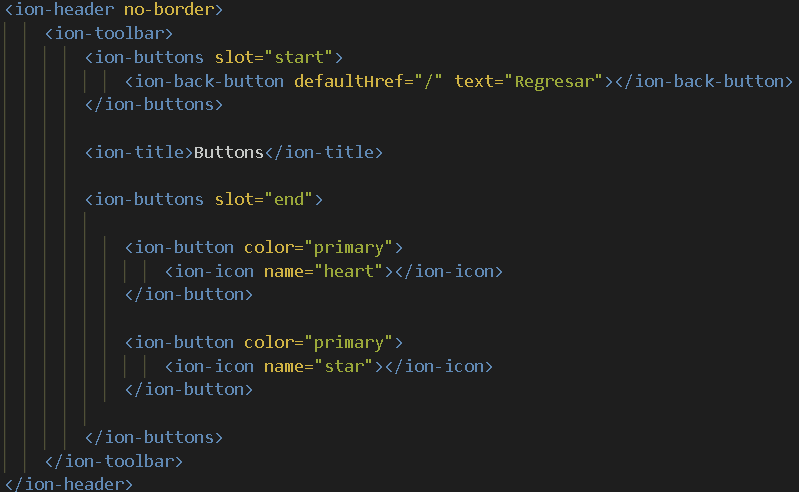 <ion-header no-border>
<ion-toolbar>
<ion-buttons slot="start">
<ion-back-button defaultHref="/" text="Regresar"></ion-back-button>
</ion-buttons>
<ion-title>Buttons</ion-title>
<ion-buttons slot="end">
<ion-button color="primary">
<ion-icon name="heart"></ion-icon>
</ion-button>
<ion-button color="primary">
<ion-icon name="star"></ion-icon>
</ion-button>
</ion-buttons>
</ion-toolbar>
</ion-header>